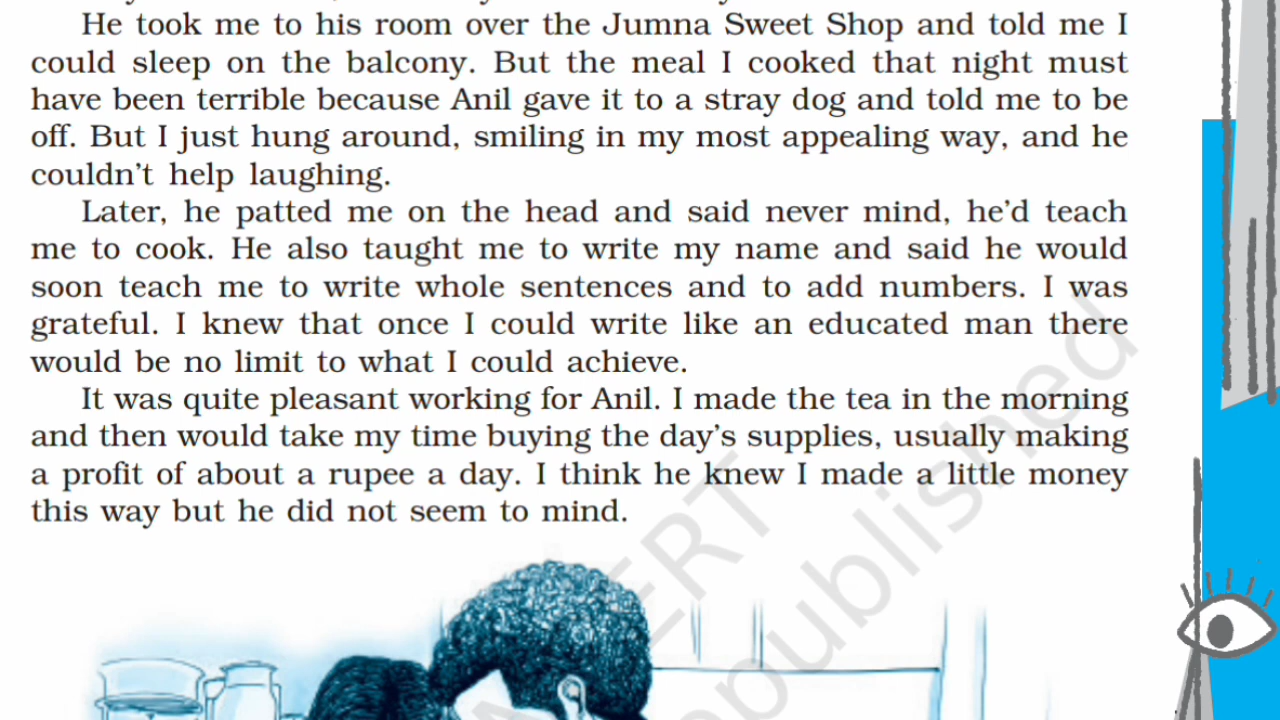 He took me to his room over the Jumna Sweet Shop and told me I
could sleep on the balcony. But the meal I cooked that night must
have been terrible because Anil gave it to a stray dog and told me to be
off. But I just hung around, smiling in my most appealing way, and he
couldn't help laughing.
Later, he patted me on the head and said never mind, he'd teach
me to cook. He also taught me to write my name and said he would
soon teach me to write whole sentences and to add numbers. I was
grateful. I knew that once I could write like an educated man there
would be no limit to what I could achieve.
It was quite pleasant working for Anil. I made the tea in the morning
and then would take my time buying the day's supplies, usually making
a profit of about a rupee a day. I think he knew I made a little money
this way but he did not seem to mind.